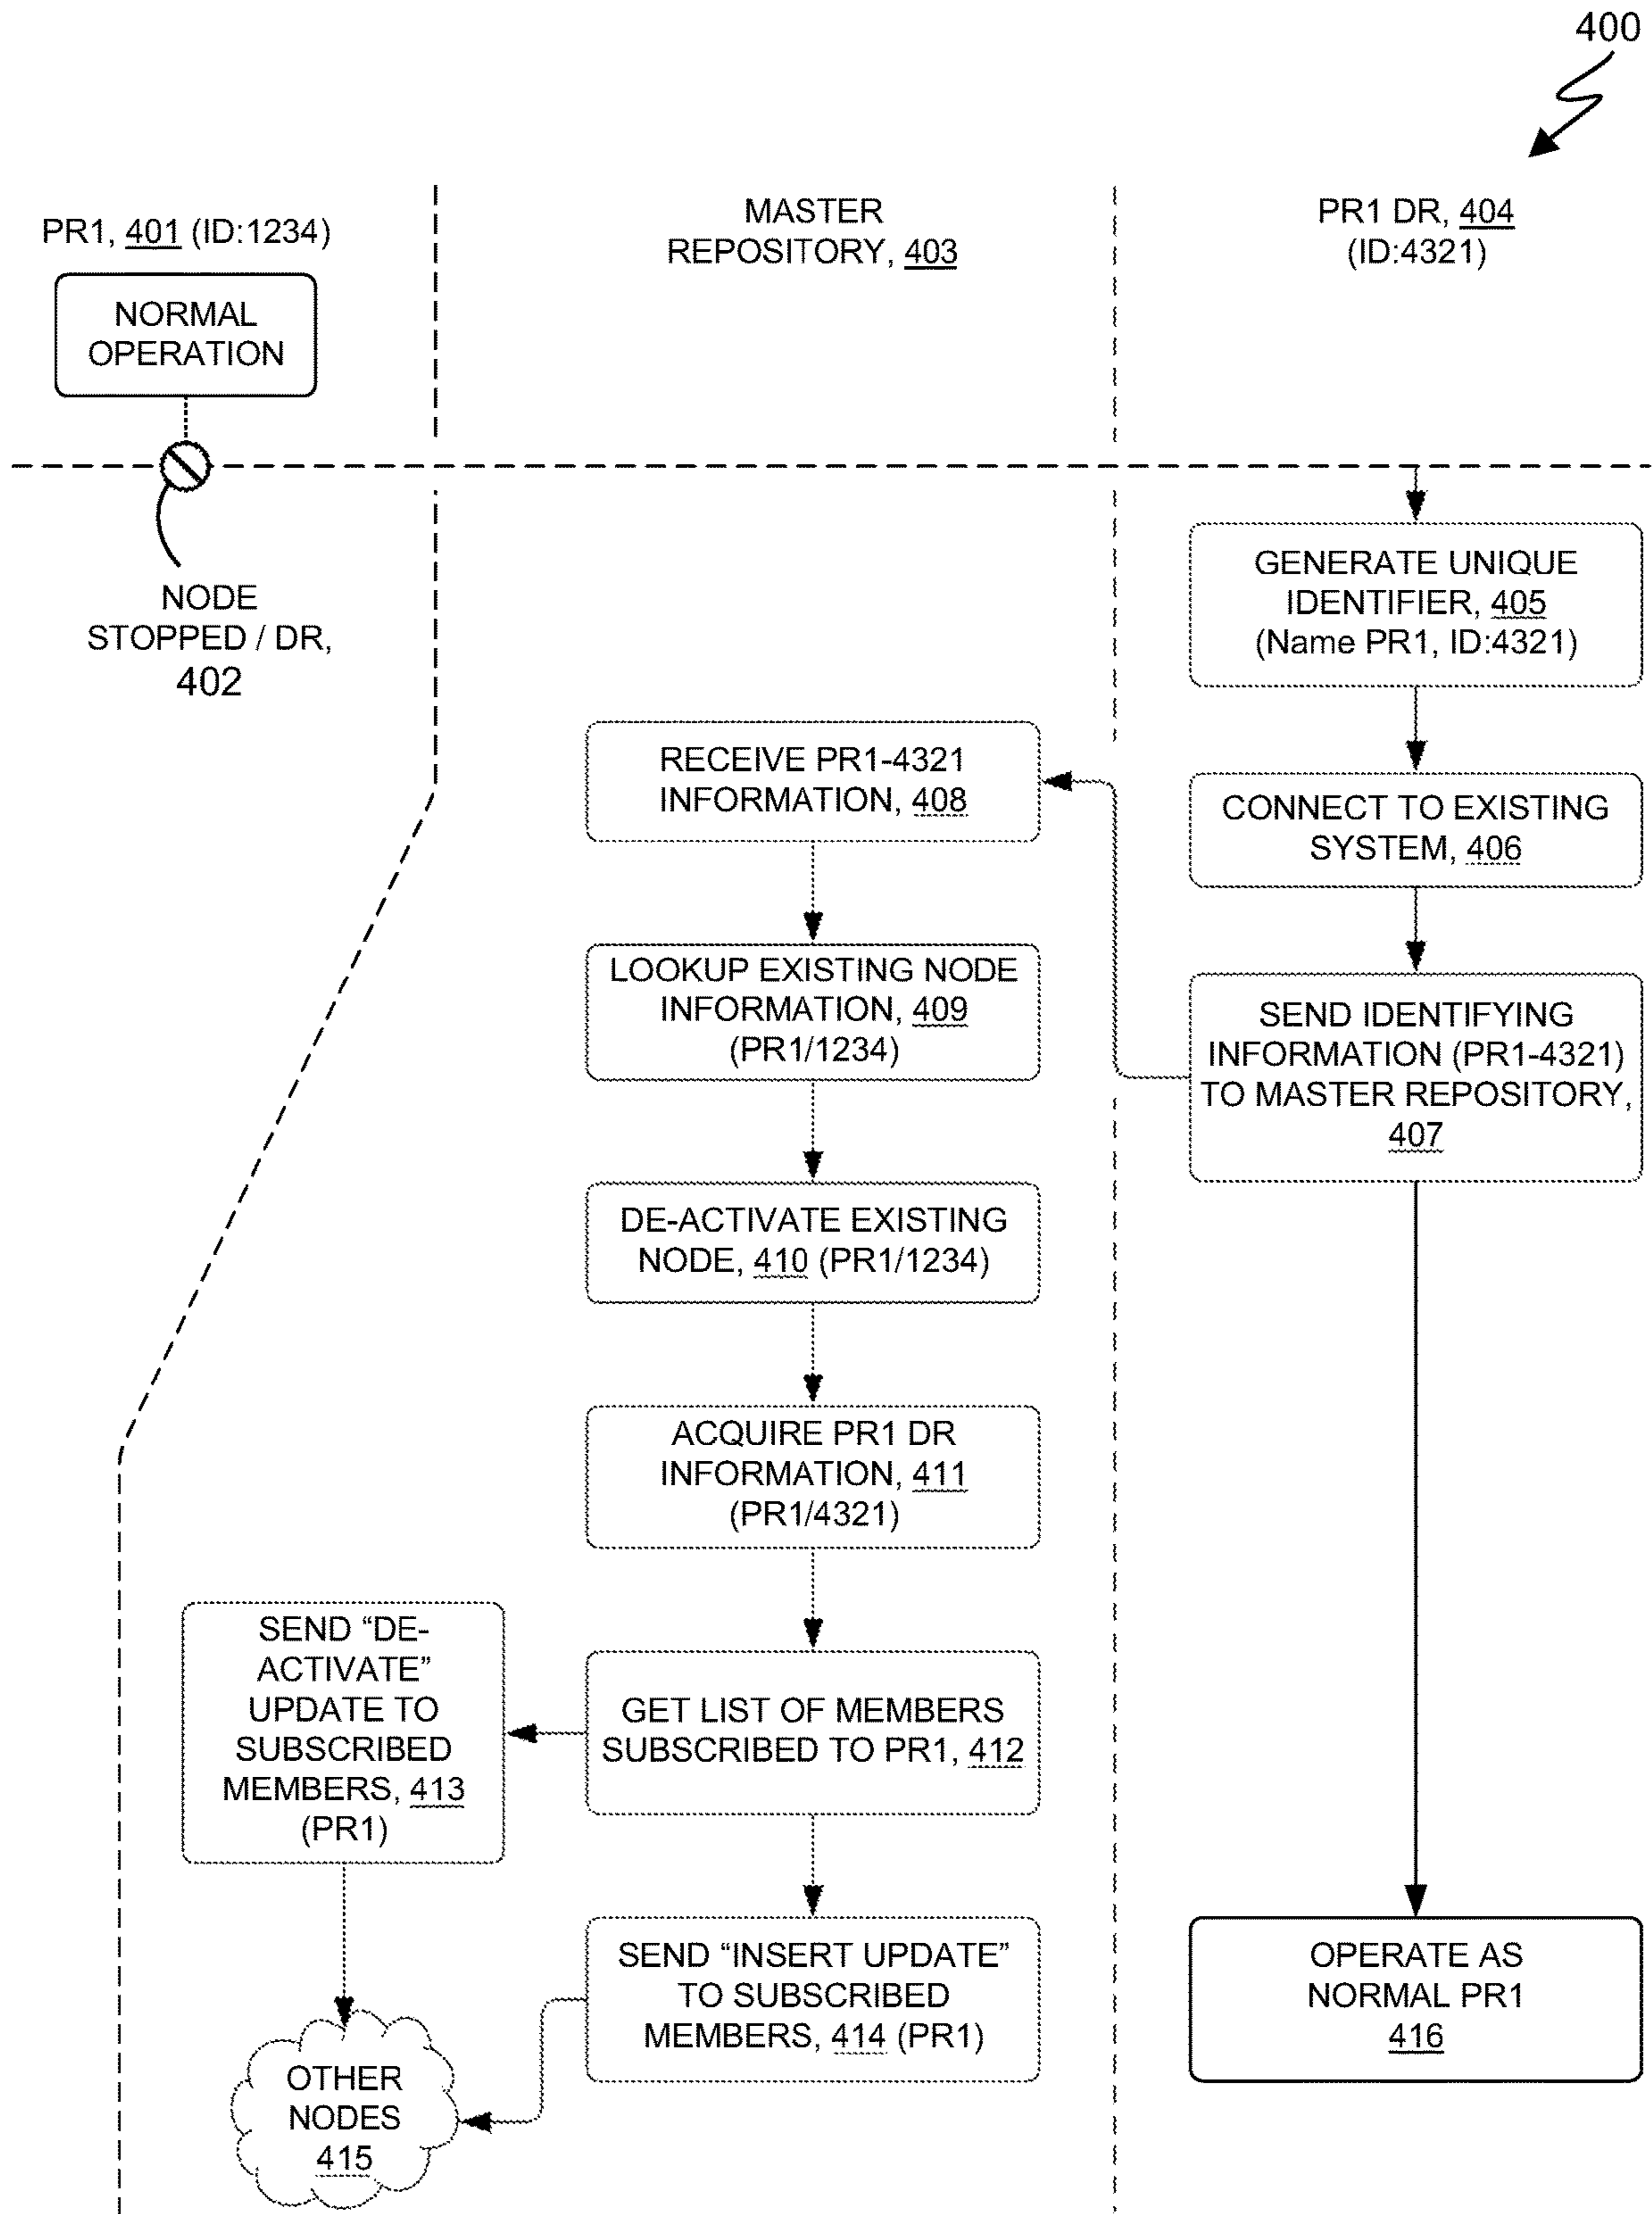 400
PR1, 401 (ID:1234)
NORMAL
OPERATION
NODE
STOPPED / DR,
402
MASTER
REPOSITORY, 403
PR1 DR, 404
(ID:4321)
GENERATE UNIQUE
IDENTIFIER, 405
(Name PR1, ID:4321)
CONNECT TO EXISTING
SYSTEM, 406
SEND IDENTIFYING
INFORMATION (PR1-4321)
TO MASTER REPOSITORY,
407
RECEIVE PR1-4321
INFORMATION, 408
LOOKUP EXISTING NODE
INFORMATION, 409
(PR1/1234)
DE-ACTIVATE EXISTING
NODE, 410 (PR1/1234)
ACQUIRE PR1 DR
INFORMATION, 411
(PR1/4321)
GET LIST OF MEMBERS
SUBSCRIBED TO PR1, 412
SEND “DE-
ACTIVATE”
UPDATE TO
SUBSCRIBED
MEMBERS, 413
(PR1)
SEND “INSERT UPDATE”
TO SUBSCRIBED
MEMBERS, 414 (PR1)
OTHER
NODES
415
OPERATE AS
NORMAL PR1
416